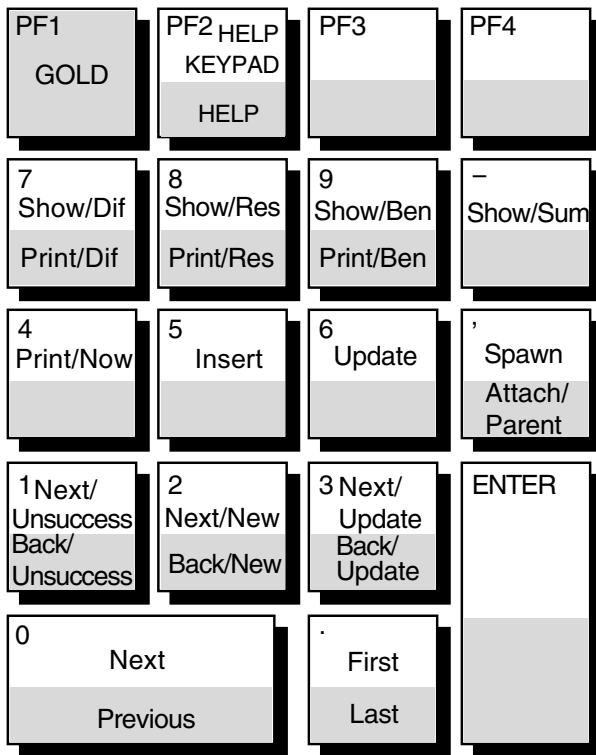 PF1
GOLD
PF2 HELP
KEYPAD
HELP
PF3
PF4
7
Show/Dif
Print/Dif
8
Show/Res
Print/Res
9
Show/Ben
Print/Ben
–
Show/Sum
4
Print/Now
5
Insert
6
Update
,
Spawn
Attach/
Parent
1 Next/
Unsuccess
Back/
Unsuccess
2
Next/New
Back/New
3 Next/
Update
Back/
Update
ENTER
0
Next
Previous
.
First
Last